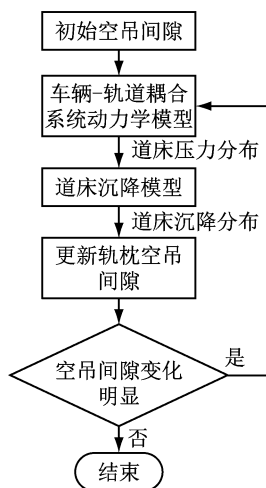 初始空吊间隙
车辆-轨道耦合
系统动力学模型
道床压力分布
道床沉降模型
道床沉降分布
更新轨枕空吊
间隙
空吊间隙变化
明显
是
否
结束